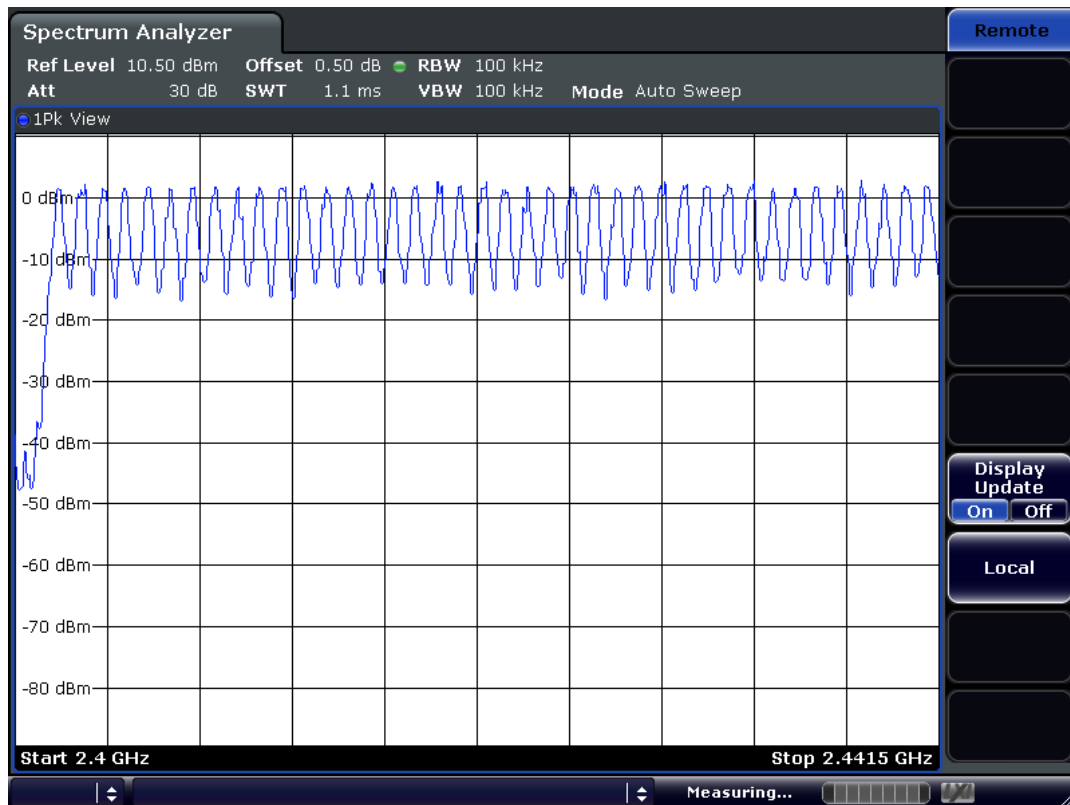 Spectrum Analyzer
Remote
Ref Level 10.50 dBm Offset 0.50 dB RBW 100 kHz
Att 30 dB SWT 1.1 ms VBW 100 kHz Mode Auto Sweep
1Pk View
0 dBm
-10 dBm
-20 dBm
-30 dBm
-40 dBm
-50 dBm
-60 dBm
-70 dBm
-80 dBm
Display
Update
On Off
Local
Start 2.4 GHz Stop 2.4415 GHz
Measuring...
LXI